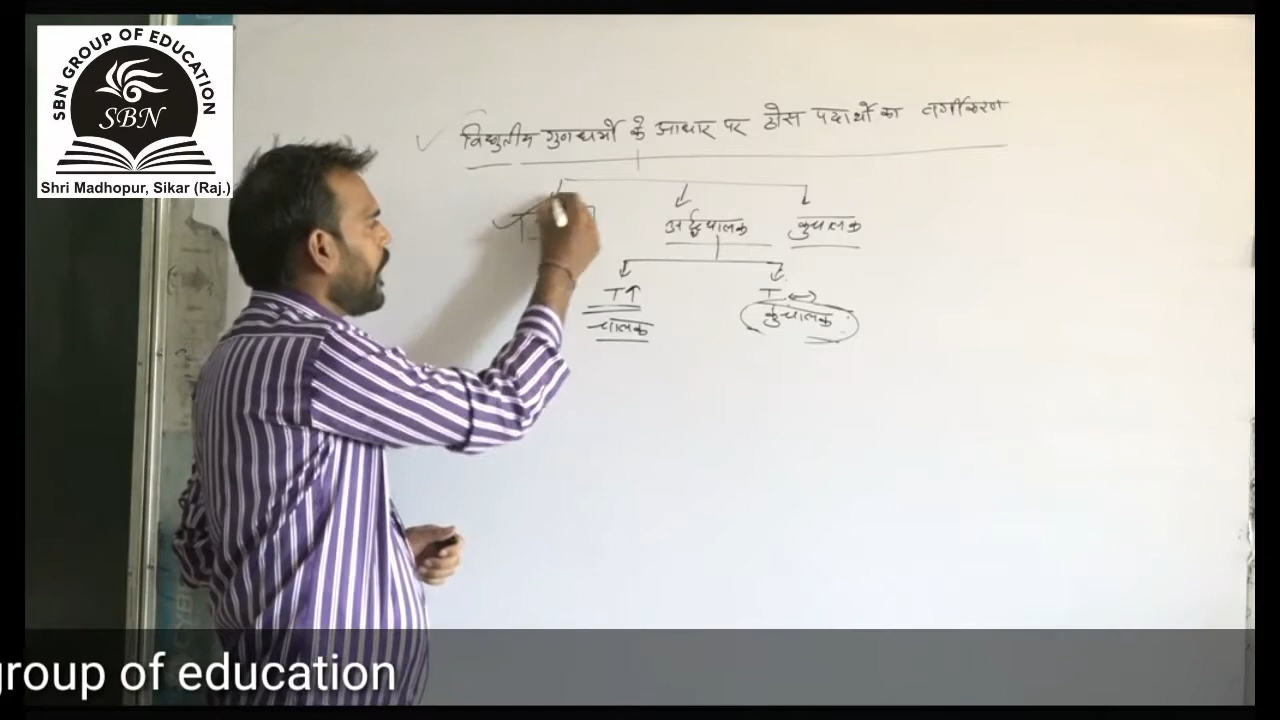 SBN GROUP OF EDUCATION
SBN
Shri Madhopur, Sikar (Raj.)
विद्युतीय गुणधर्मो के आधार पर ठोस पदार्थो का वर्गीकरण
अर्द्धचालक कुचालक
T↑ T
चालक कुचालक
group of education